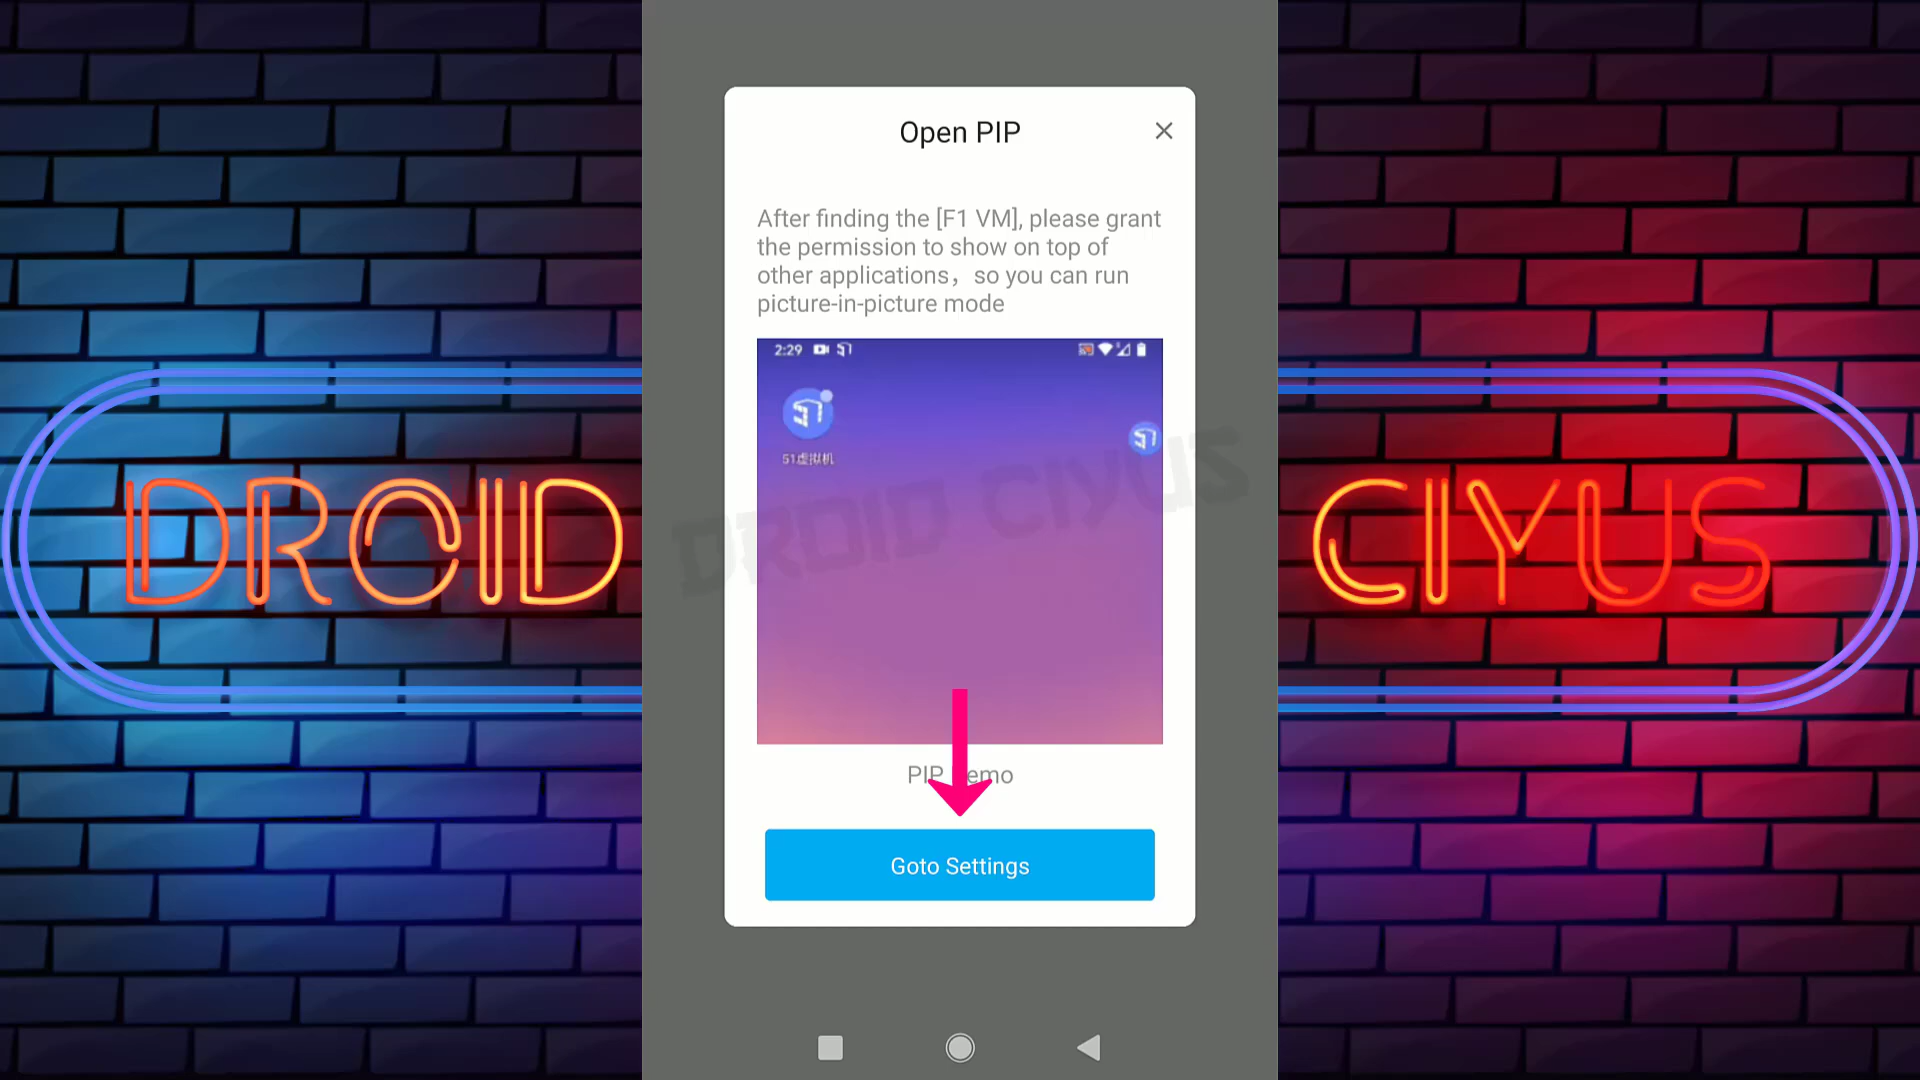 Open PIP
After finding the [F1 VM], please grant
the permission to show on top of
other applications，so you can run
picture-in-picture mode
2:29
51虚拟机
DROID CIYUS
DROID
CIYUS
PIP emo
Goto Settings